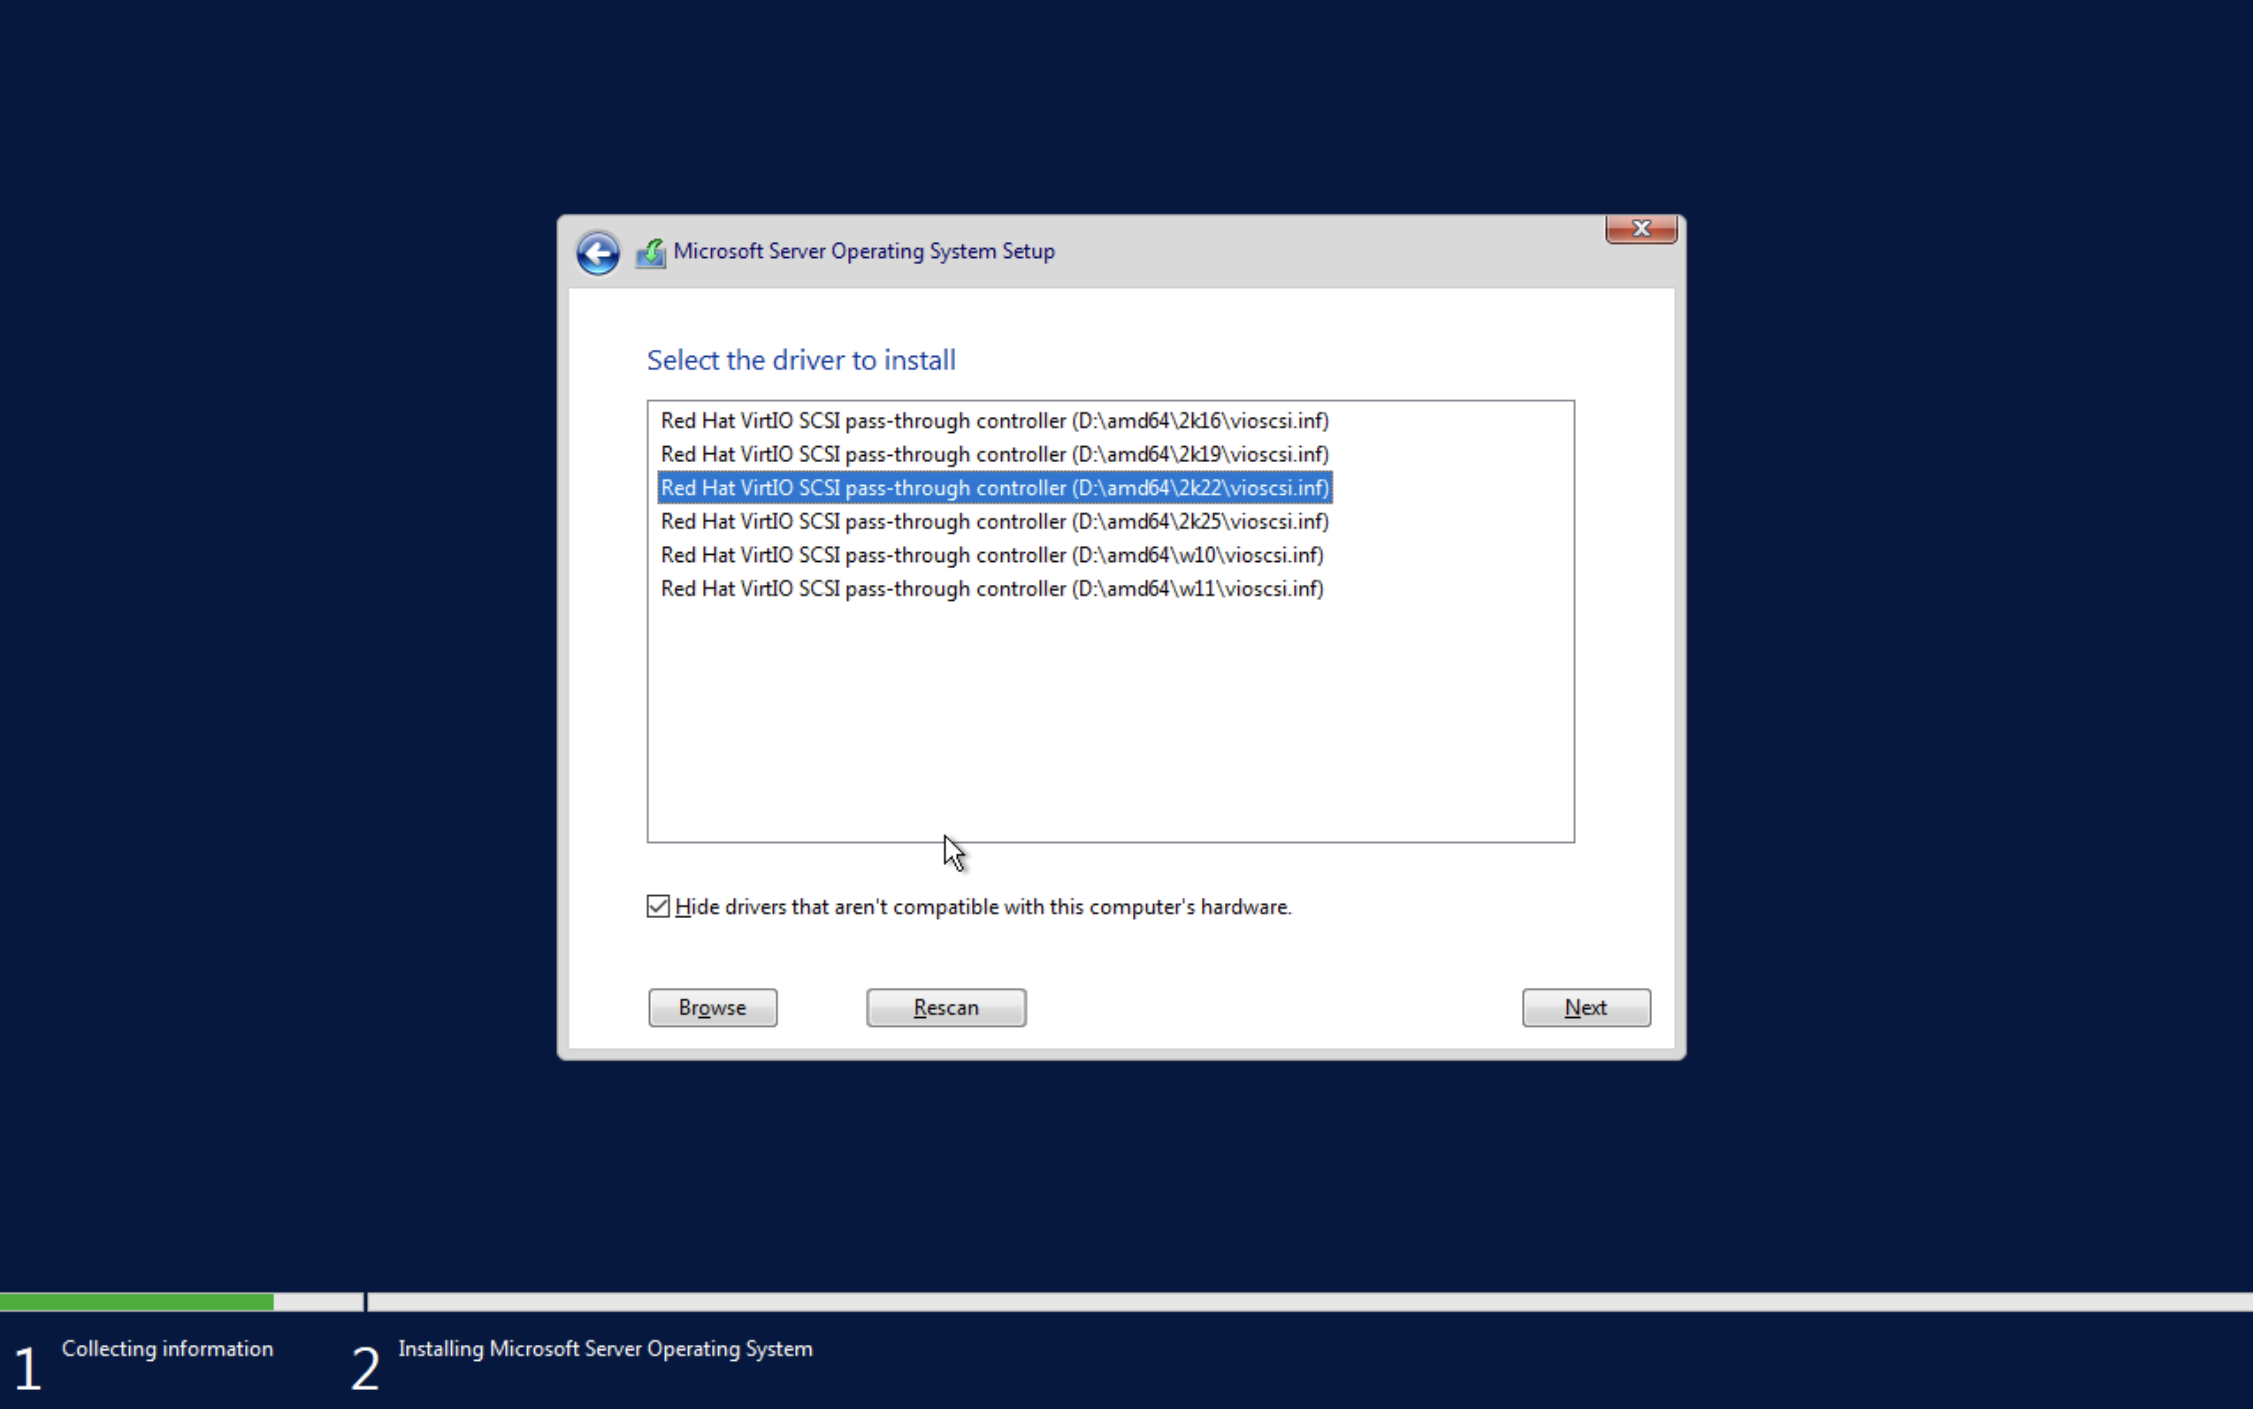 Microsoft Server Operating System Setup
Select the driver to install
Red Hat VirtIO SCSI pass-through controller (D:\amd64\2k16\vioscsi.inf)
Red Hat VirtIO SCSI pass-through controller (D:\amd64\2k19\vioscsi.inf)
Red Hat VirtIO SCSI pass-through controller (D:\amd64\2k22\vioscsi.inf)
Red Hat VirtIO SCSI pass-through controller (D:\amd64\2k25\vioscsi.inf)
Red Hat VirtIO SCSI pass-through controller (D:\amd64\w10\vioscsi.inf)
Red Hat VirtIO SCSI pass-through controller (D:\amd64\w11\vioscsi.inf)
Hide drivers that aren't compatible with this computer's hardware.
Browse Rescan Next
1 Collecting information 2 Installing Microsoft Server Operating System